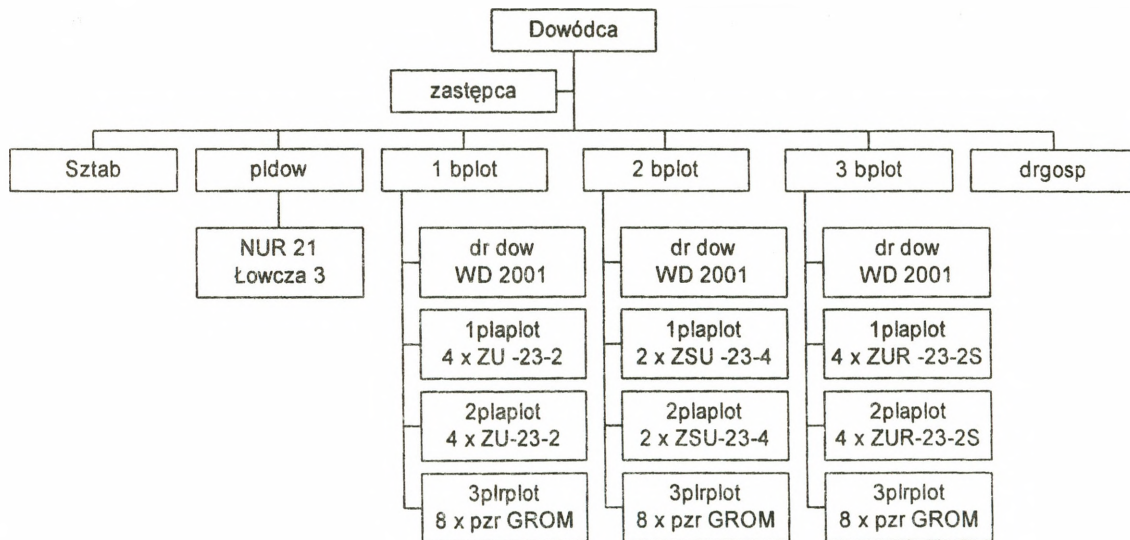 Dowódca
zastępca
Sztab
pldow
1 bplot
2 bplot
3 bplot
drgosp
NUR 21
Łowcza 3
dr dow
WD 2001
1plaplot
4 x ZU -23-2
2plaplot
4 x ZU-23-2
3plrplot
8 x pzr GROM
dr dow
WD 2001
1plaplot
2 x ZSU -23-4
2plaplot
2 x ZSU-23-4
3plrplot
8 x pzr GROM
dr dow
WD 2001
1plaplot
4 x ZUR -23-2S
2plaplot
4 x ZUR-23-2S
3plrplot
8 x pzr GROM